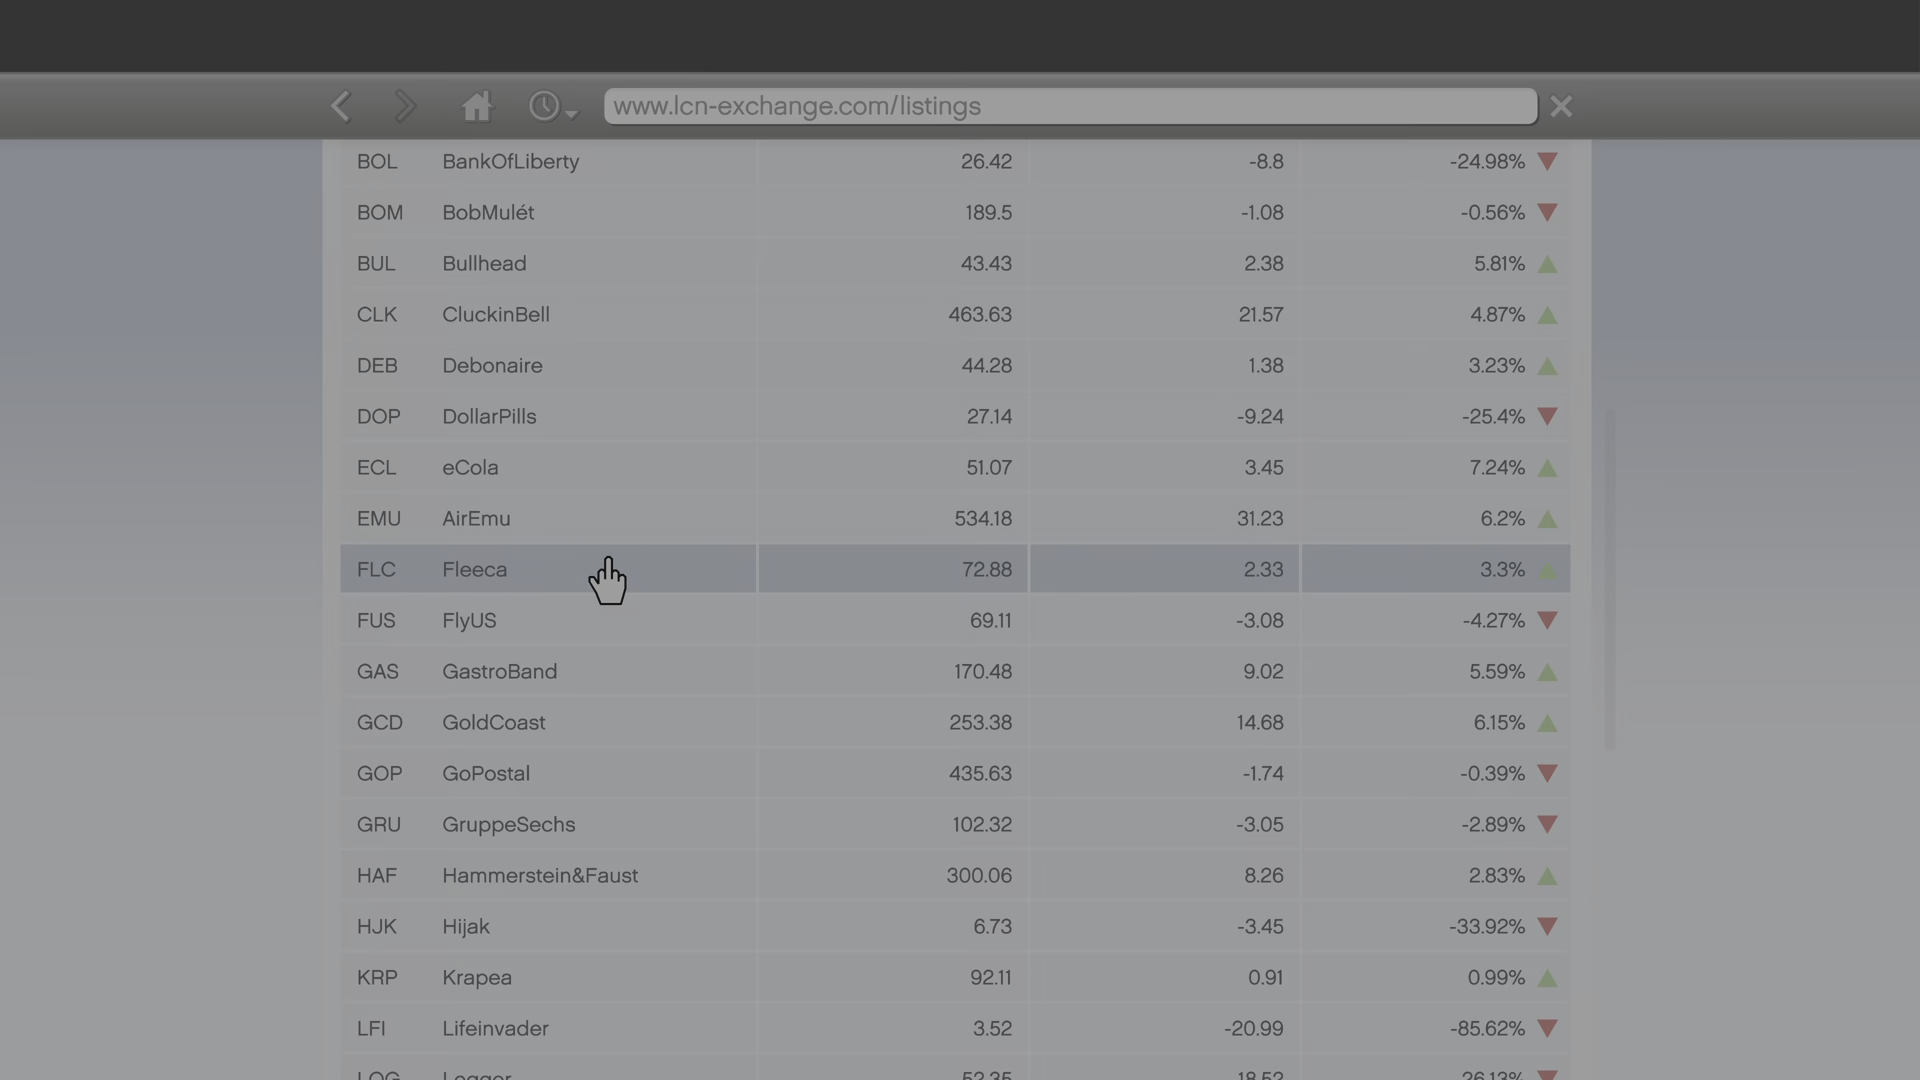 www.lcn-exchange.com/listings
BOL BankOfLiberty 26.42 -8.8 -24.98%
BOM BobMulét 189.5 -1.08 -0.56%
BUL Bullhead 43.43 2.38 5.81%
CLK CluckinBell 463.63 21.57 4.87%
DEB Debonaire 44.28 1.38 3.23%
DOP DollarPills 27.14 -9.24 -25.4%
ECL eCola 51.07 3.45 7.24%
EMU AirEmu 534.18 31.23 6.2%
FLC Fleeca 72.88 2.33 3.3%
FUS FlyUS 69.11 -3.08 -4.27%
GAS GastroBand 170.48 9.02 5.59%
GCD GoldCoast 253.38 14.68 6.15%
GOP GoPostal 435.63 -1.74 -0.39%
GRU GruppeSechs 102.32 -3.05 -2.89%
HAF Hammerstein&Faust 300.06 8.26 2.83%
HJK Hijak 6.73 -3.45 -33.92%
KRP Krapea 92.11 0.91 0.99%
LFI Lifeinvader 3.52 -20.99 -85.62%